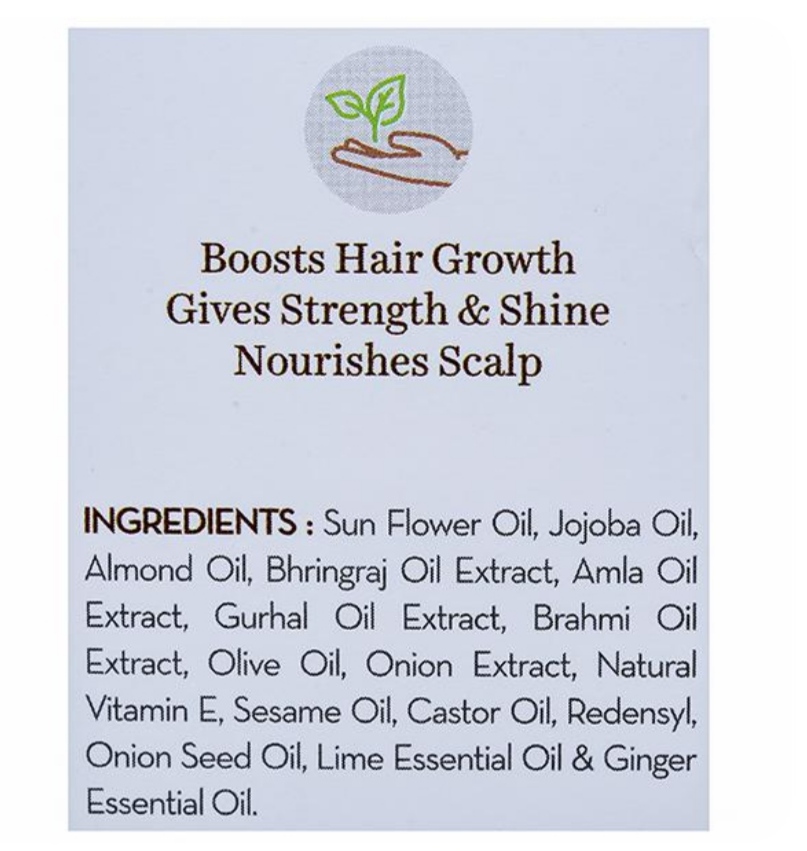 Boosts Hair Growth
Gives Strength & Shine
Nourishes Scalp
INGREDIENTS : Sun Flower Oil, Jojoba Oil,
Almond Oil, Bhringraj Oil Extract, Amla Oil
Extract, Gurhal Oil Extract, Brahmi Oil
Extract, Olive Oil, Onion Extract, Natural
Vitamin E, Sesame Oil, Castor Oil, Redensyl,
Onion Seed Oil, Lime Essential Oil & Ginger
Essential Oil.